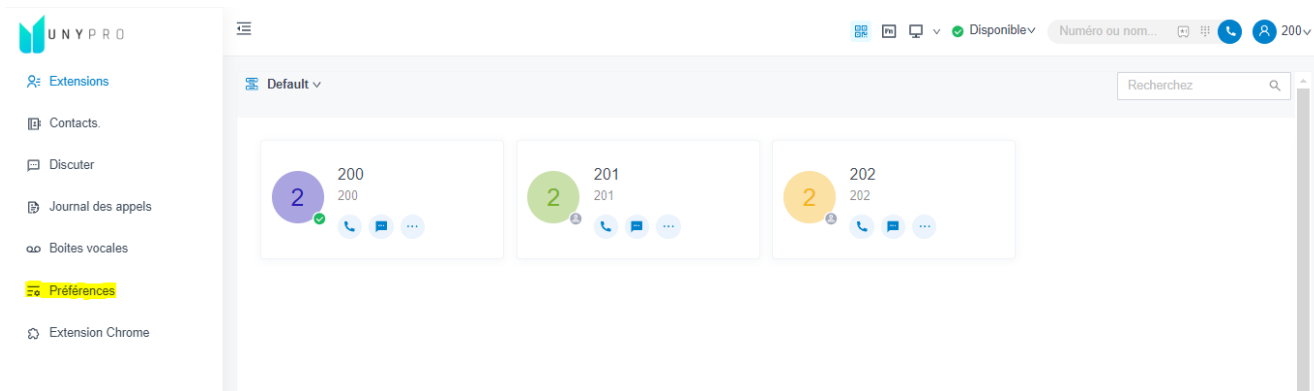 UNYPRO
Fn
Disponible
Numéro ou nom...
200
Extensions
Default
Recherchez
Contacts.
Discuter
2
200
200
2
201
201
2
202
202
Journal des appels
Boites vocales
Préférences
Extension Chrome